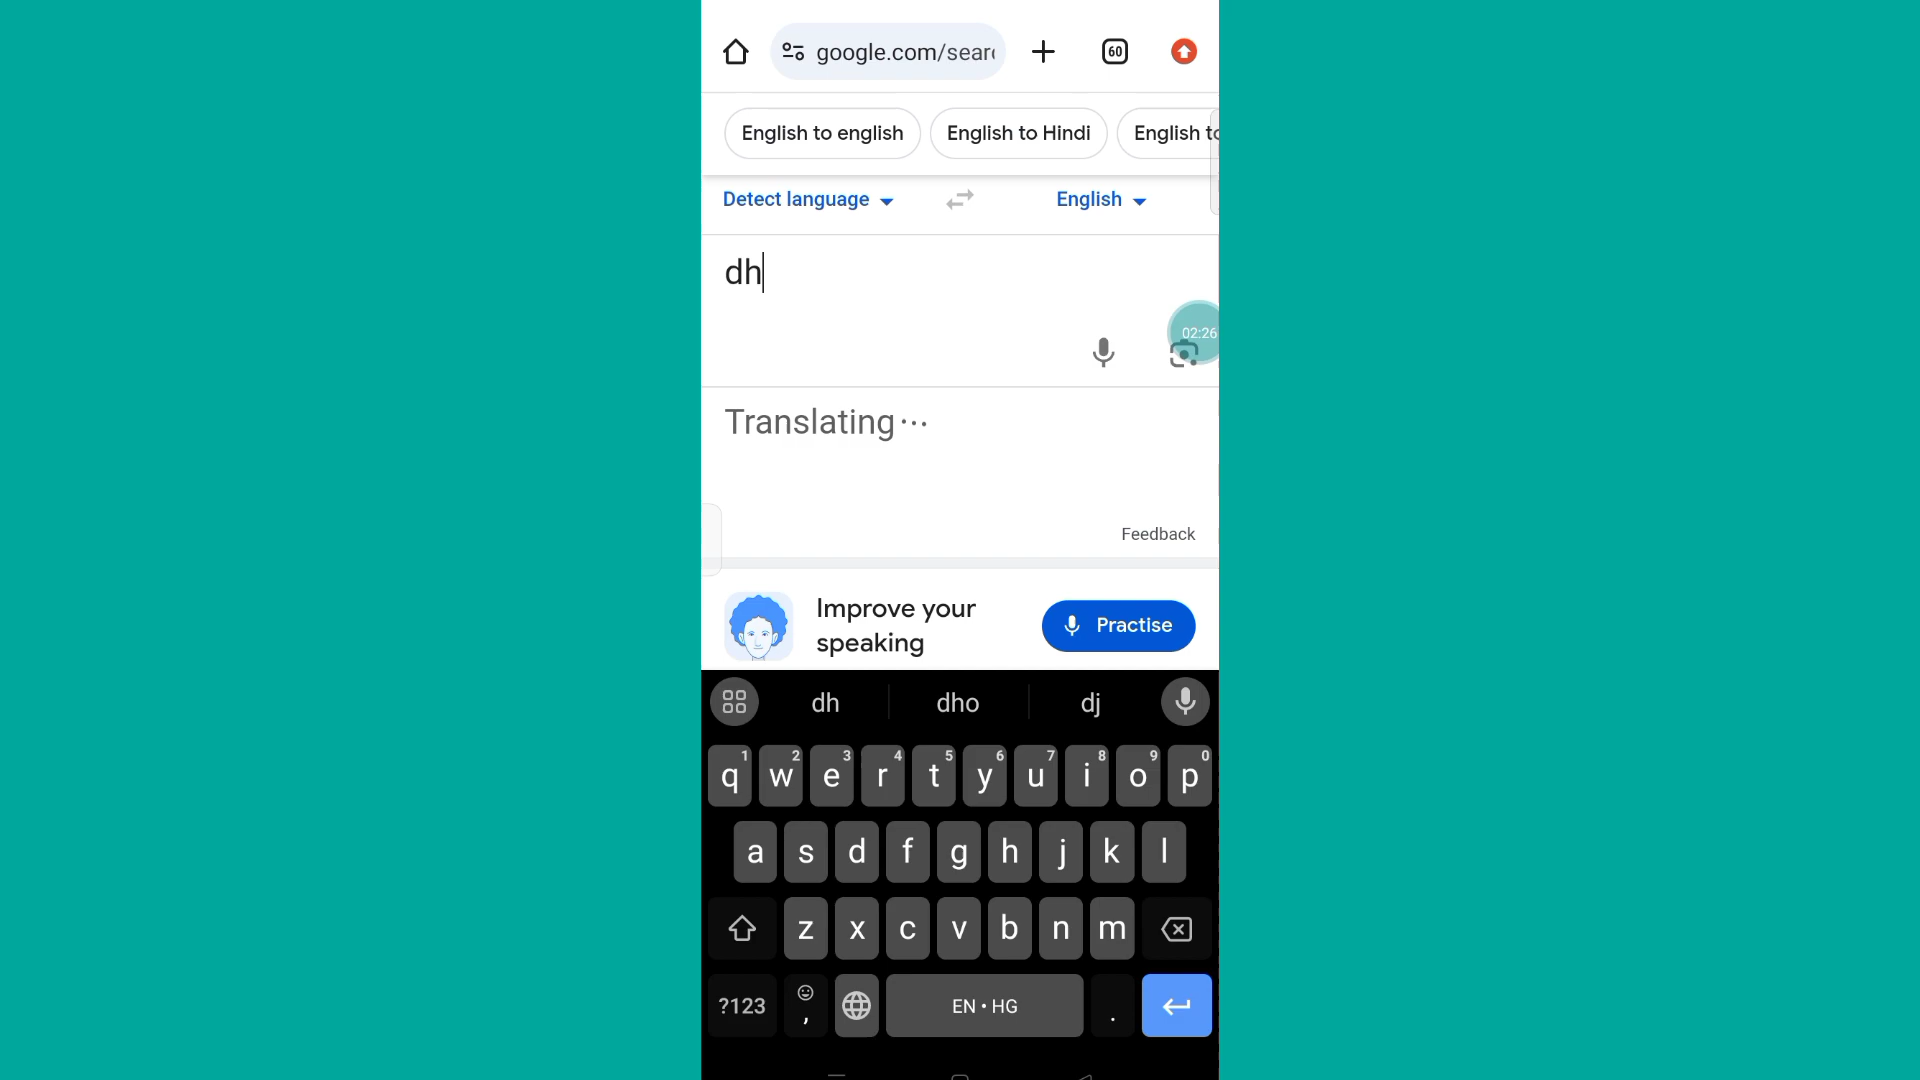 google.com/sear
60
English to english English to Hindi English to
Detect language English
dh
02:26
Translating...
Feedback
Improve your
speaking
Practise
dh dho dj
1 2 3 4 5 6 7 8 9 0
q w e r t y u i o p
a s d f g h j k l
z x c v b n m
?123 , EN • HG .